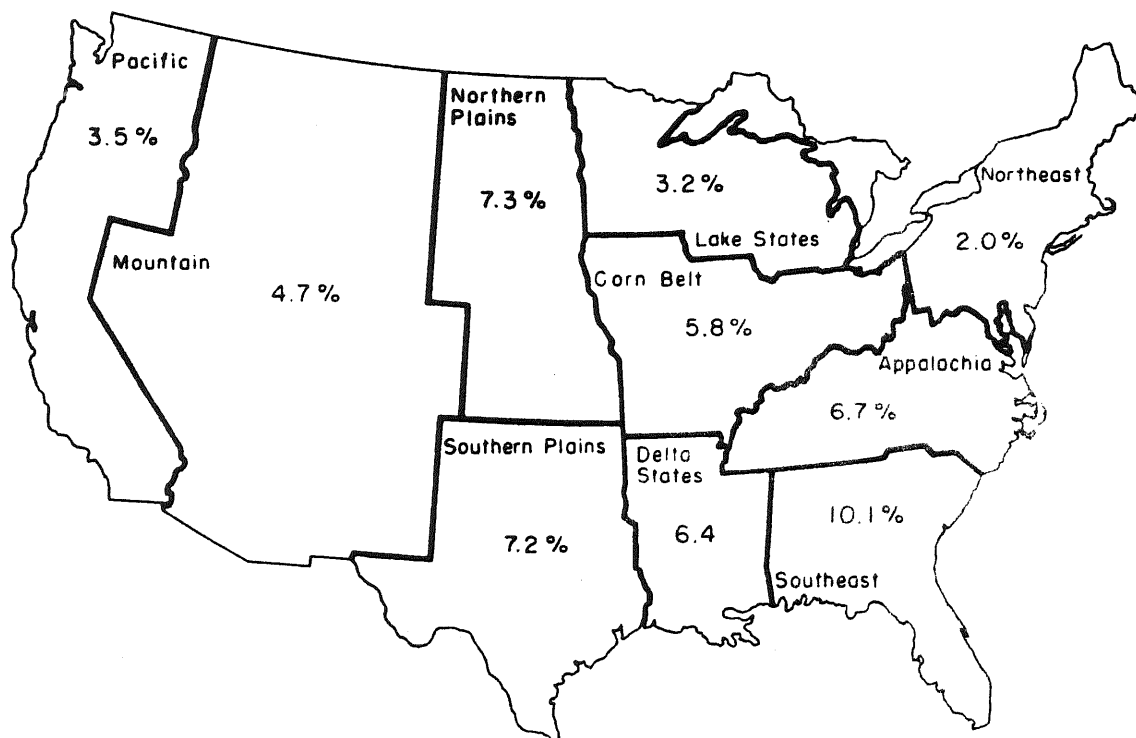 Pacific
3.5%
Mountain
4.7%
Northern
Plains
7.3%
3.2%
Lake States
Northeast
2.0%
Corn Belt
5.8%
Appalachia
6.7%
Southern Plains
7.2%
Delta
States
6.4
10.1%
Southeast